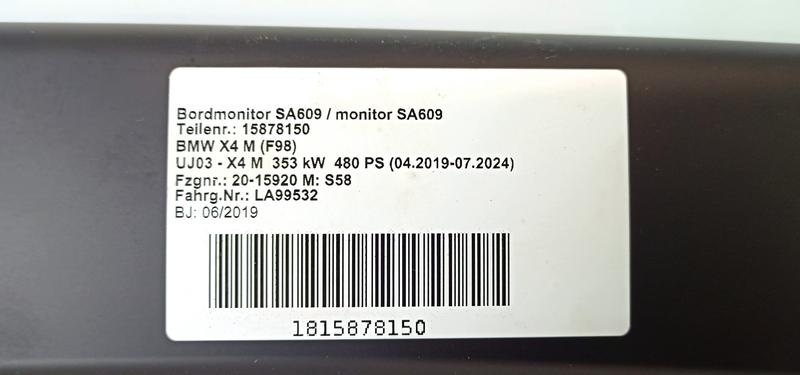 Bordmonitor SA609 / monitor SA609
Teilenr.: 15878150
BMW X4 M (F98)
UJ03 - X4 M 353 kW 480 PS (04.2019-07.2024)
Fzgnr.: 20-15920 M: S58
Fahrg.Nr.: LA99532
BJ: 06/2019
1815878150